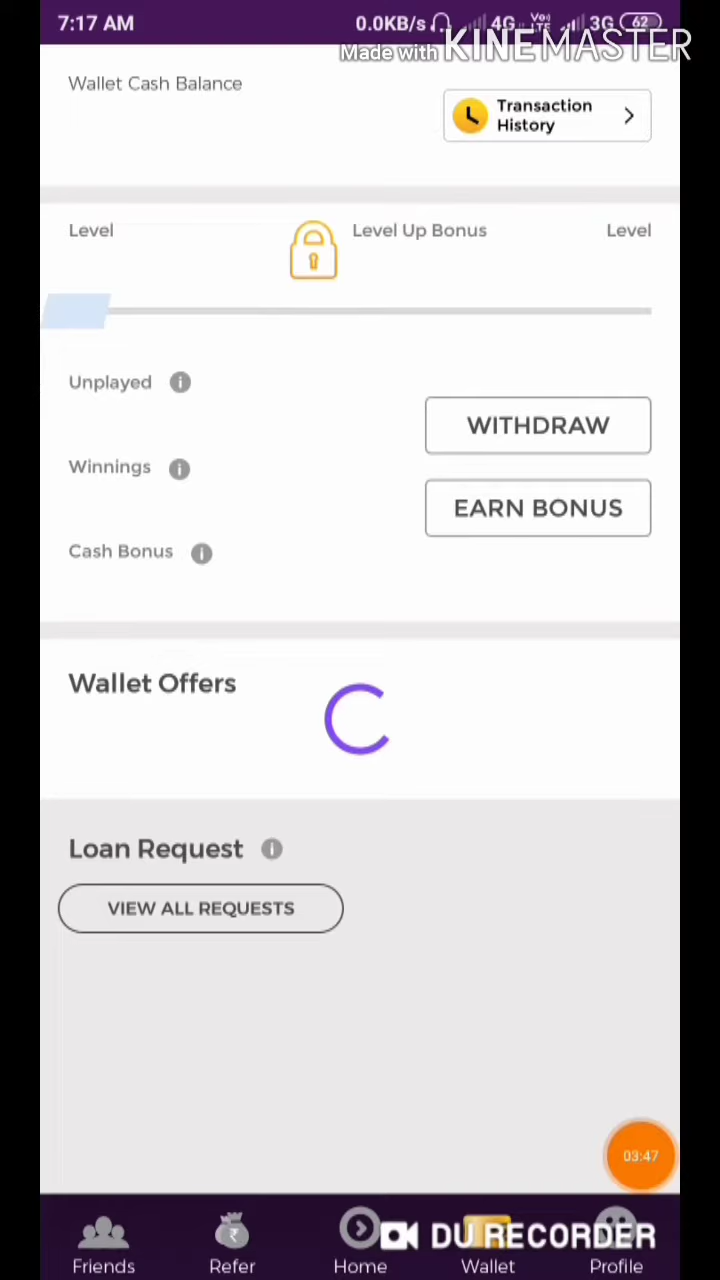 7:17 AM 0.0KB/s 4G Vo LTE 3G 62
Made with KINEMASTER
Wallet Cash Balance
Transaction
History
Level Level Up Bonus Level
Unplayed
WITHDRAW
Winnings
EARN BONUS
Cash Bonus
Wallet Offers
Loan Request
VIEW ALL REQUESTS
03:47
DU RECORDER
Friends Refer Home Wallet Profile